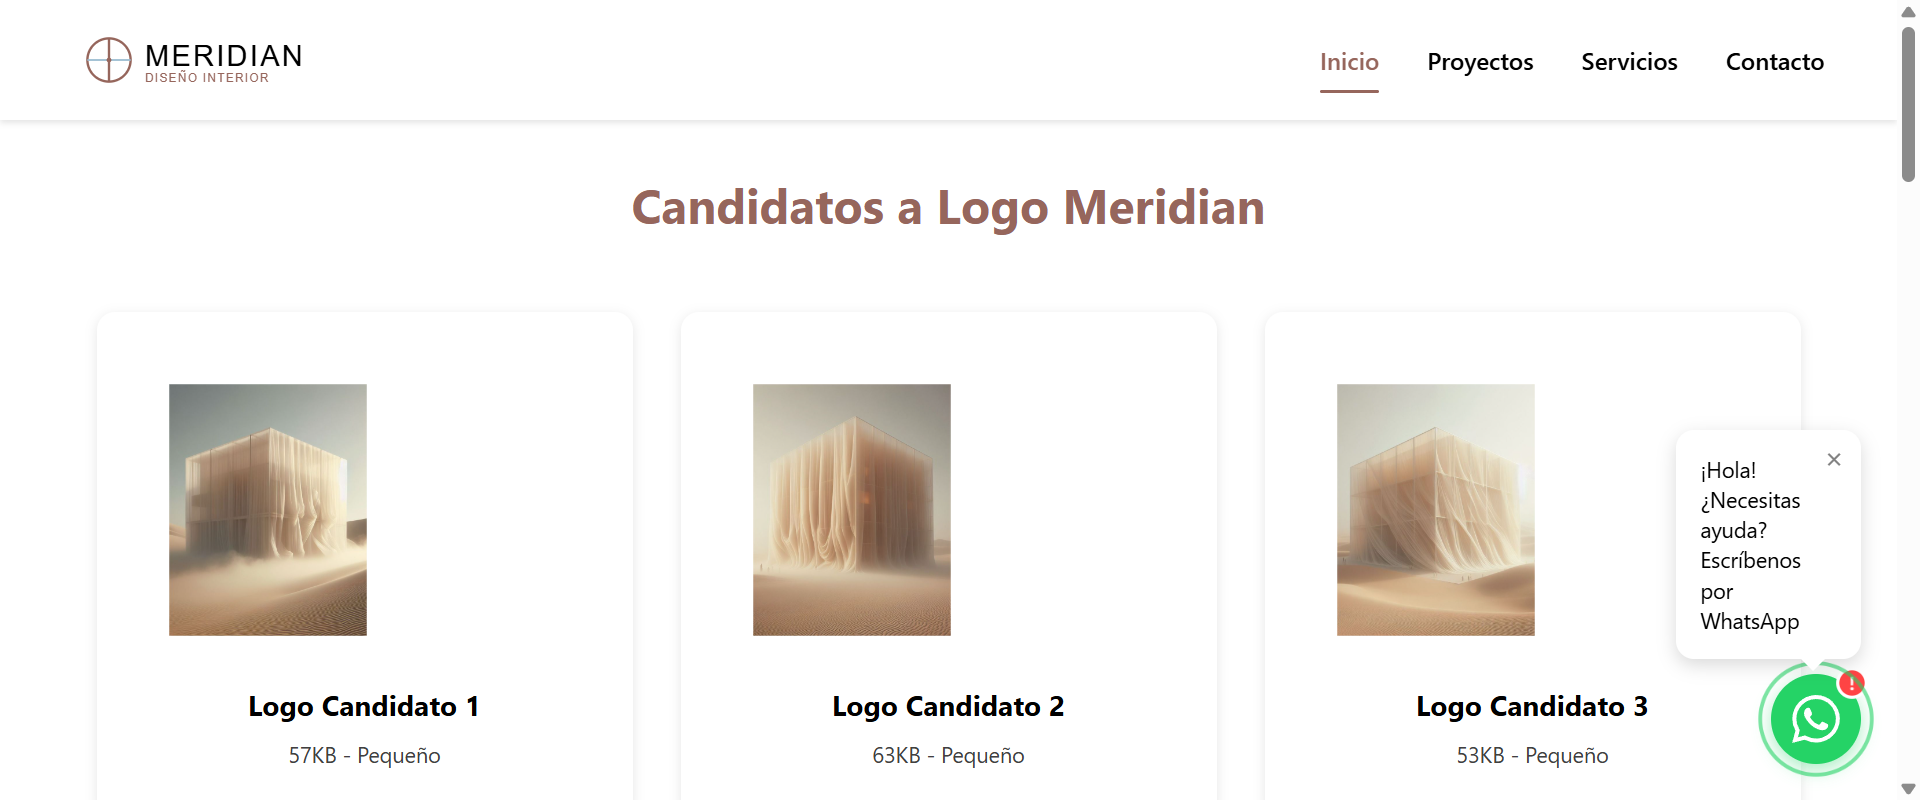 MERIDIAN
DISEÑO INTERIOR
Inicio
Proyectos
Servicios
Contacto
Candidatos a Logo Meridian
Logo Candidato 1
57KB - Pequeño
Logo Candidato 2
63KB - Pequeño
Logo Candidato 3
53KB - Pequeño
¡Hola!
¿Necesitas
ayuda?
Escríbenos
por
WhatsApp